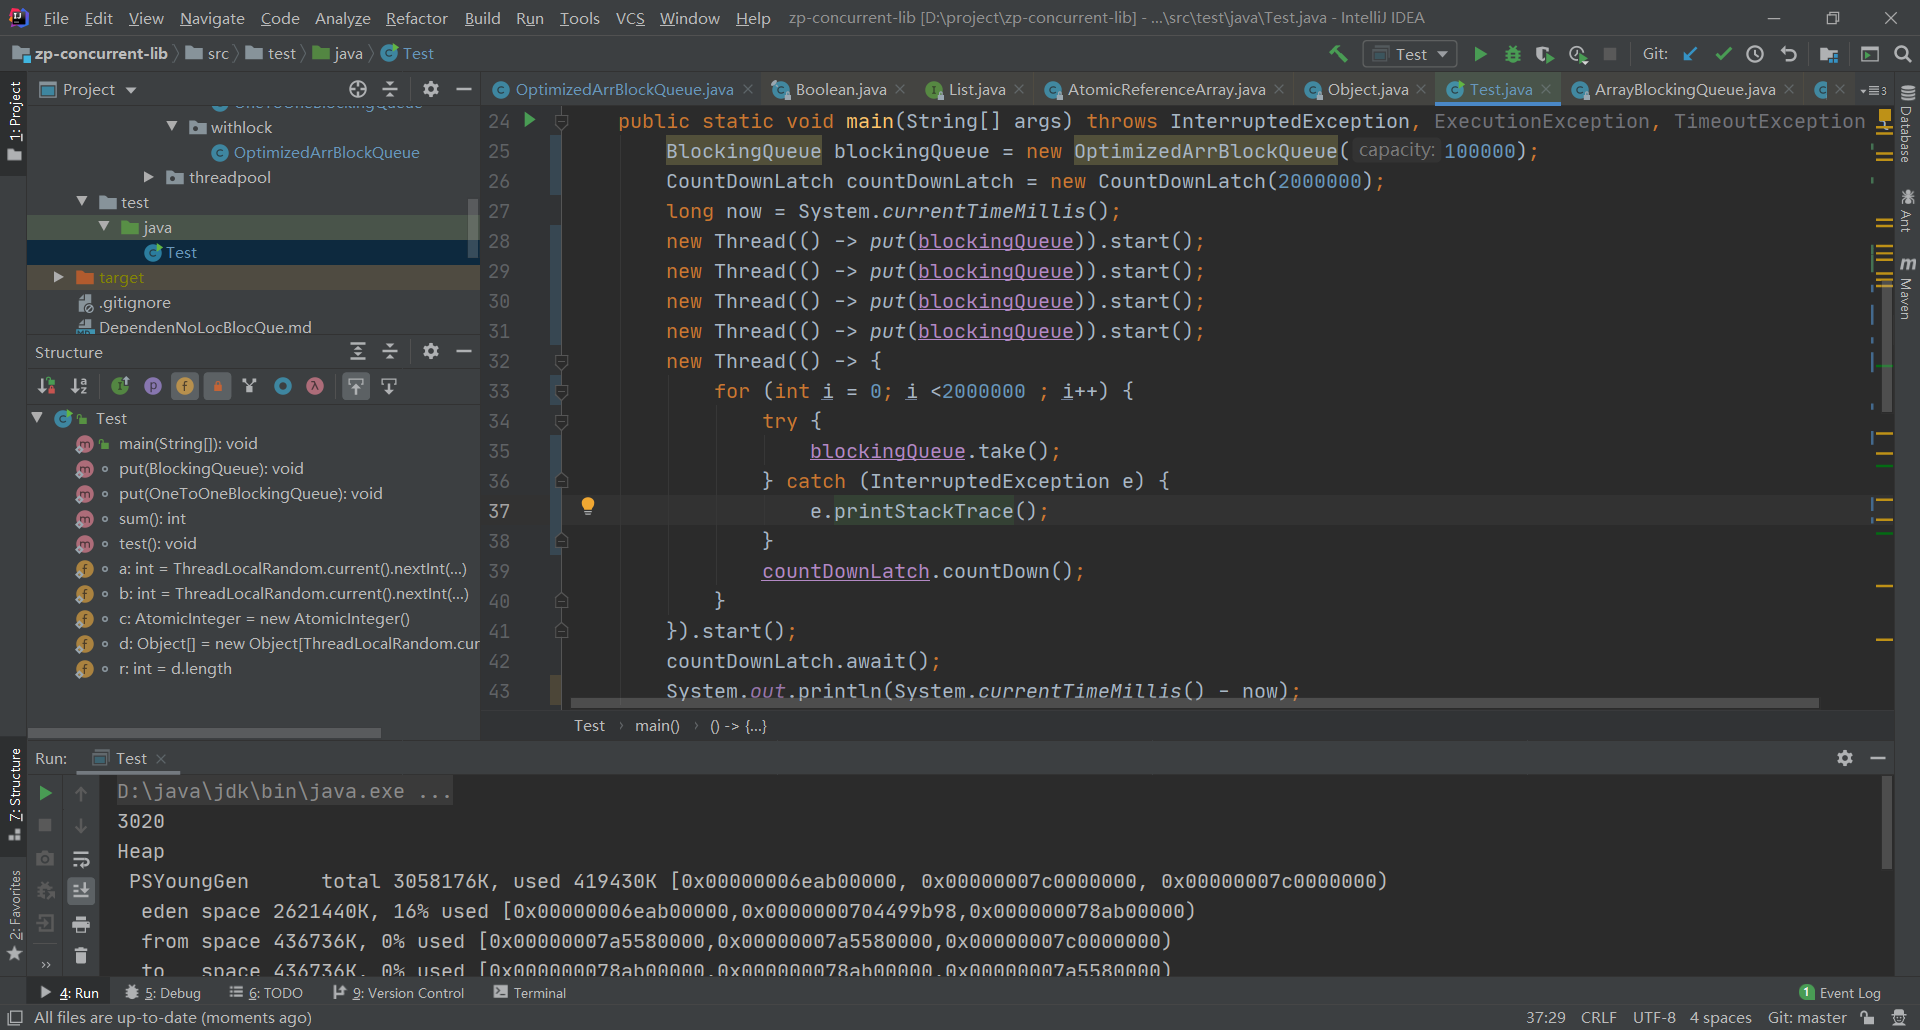 File Edit View Navigate Code Analyze Refactor Build Run Tools VCS Window Help zp-concurrent-lib [D:\project\zp-concurrent-lib] - ...\src\test\java\Test.java - IntelliJ IDEA
zp-concurrent-lib src test java Test
Test
Git:
1: Project
Project
OneToOneBlockingQueue
withlock
OptimizedArrBlockQueue
threadpool
test
java
Test
target
.gitignore
DependenNoLocBlocQue.md
Structure
Test
main(String[]): void
put(BlockingQueue): void
put(OneToOneBlockingQueue): void
sum(): int
test(): void
a: int = ThreadLocalRandom.current().nextInt(...)
b: int = ThreadLocalRandom.current().nextInt(...)
c: AtomicInteger = new AtomicInteger()
d: Object[] = new Object[ThreadLocalRandom.cur
r: int = d.length
OptimizedArrBlockQueue.java Boolean.java List.java AtomicReferenceArray.java Object.java Test.java ArrayBlockingQueue.java 3
24 public static void main(String[] args) throws InterruptedException, ExecutionException, TimeoutException
25 BlockingQueue blockingQueue = new OptimizedArrBlockQueue( capacity: 100000);
26 CountDownLatch countDownLatch = new CountDownLatch(2000000);
27 long now = System.currentTimeMillis();
28 new Thread(() -> put(blockingQueue)).start();
29 new Thread(() -> put(blockingQueue)).start();
30 new Thread(() -> put(blockingQueue)).start();
31 new Thread(() -> put(blockingQueue)).start();
32 new Thread(() -> {
33 for (int i = 0; i <2000000 ; i++) {
34 try {
35 blockingQueue.take();
36 } catch (InterruptedException e) {
37 e.printStackTrace();
38 }
39 countDownLatch.countDown();
40 }
41 }).start();
42 countDownLatch.await();
43 System.out.println(System.currentTimeMillis() - now);
Test main() () -> {...}
Database
Ant
Maven
7: Structure
2: Favorites
Run: Test
D:\java\jdk\bin\java.exe ...
3020
Heap
PSYoungGen total 3058176K, used 419430K [0x00000006eab00000, 0x00000007c0000000, 0x00000007c0000000)
eden space 2621440K, 16% used [0x00000006eab00000,0x0000000704499b98,0x000000078ab00000)
from space 436736K, 0% used [0x00000007a5580000,0x00000007a5580000,0x00000007c0000000)
to space 436736K, 0% used [0x000000078ab00000,0x000000078ab00000,0x00000007a5580000)
4: Run 5: Debug 6: TODO 9: Version Control Terminal 1 Event Log
All files are up-to-date (moments ago) 37:29 CRLF UTF-8 4 spaces Git: master